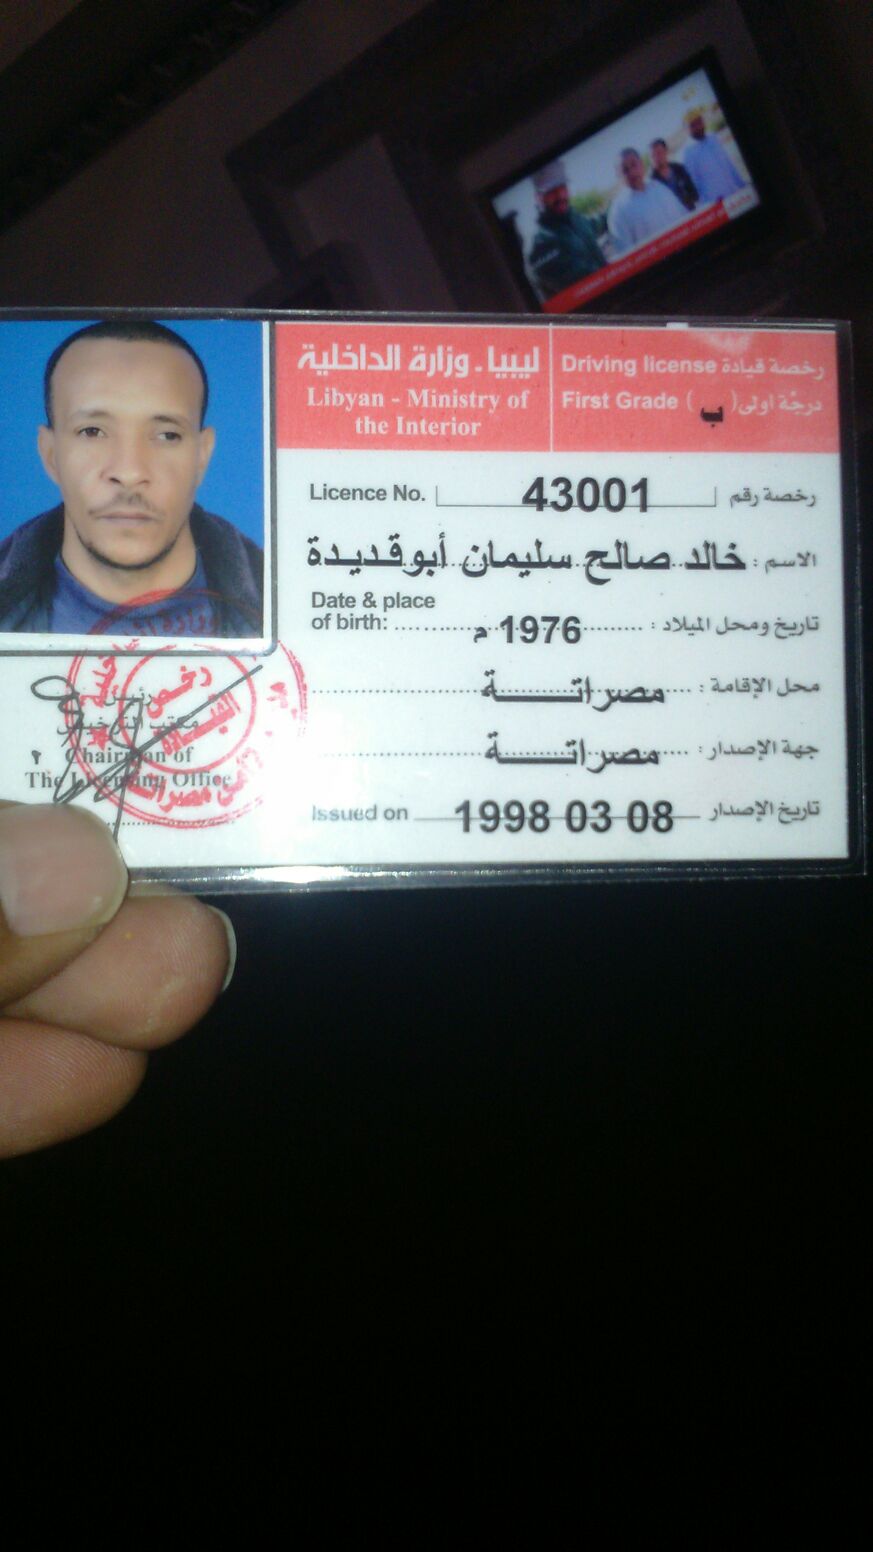 ليبيا - وزارة الداخلية
Libyan - Ministry of
the Interior
Driving license رخصة قيادة
First Grade ( ب ) درجة اولى
Licence No. 43001 رخصة رقم
الاسم : خالد صالح سليمان أبوقديدة
Date & place
of birth: 1976 م تاريخ ومحل الميلاد :
محل الإقامة : مصراتــــة
جهة الإصدار : مصراتــــة
Issued on 1998 03 08 تاريخ الإصدار
رئيس
مكتب التراخيص
Chairman of
The Licensing Office
رخص
القيادة